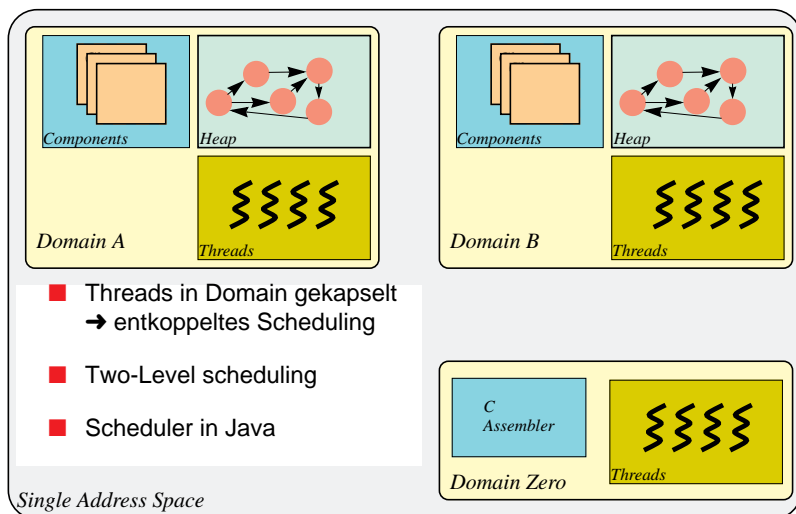 Components
Heap
Domain A
Threads
Components
Heap
Domain B
Threads
■ Threads in Domain gekapselt
➔ entkoppeltes Scheduling
■ Two-Level scheduling
■ Scheduler in Java
C
Assembler
Domain Zero
Threads
Single Address Space